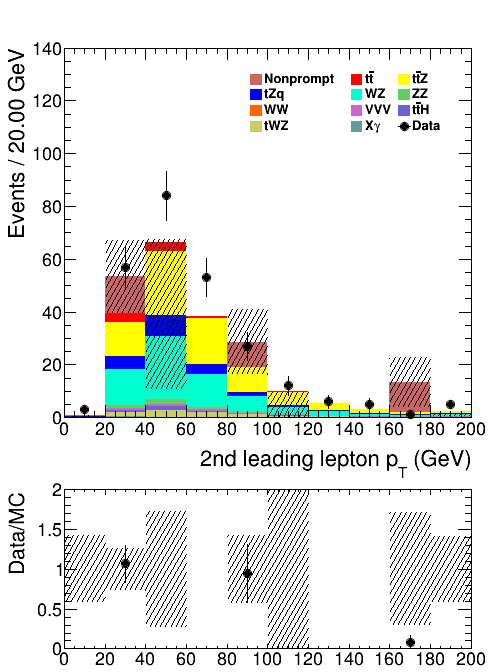 Events / 20.00 GeV
140
120
100
80
60
40
20
0
Nonprompt tt̄ tt̄Z
tZq WZ ZZ
WW VVV tt̄H
tWZ Xγ Data
0 20 40 60 80 100 120 140 160 180 200
2nd leading lepton p_T (GeV)
Data/MC
2
1.5
1
0.5
0
0 20 40 60 80 100 120 140 160 180 200